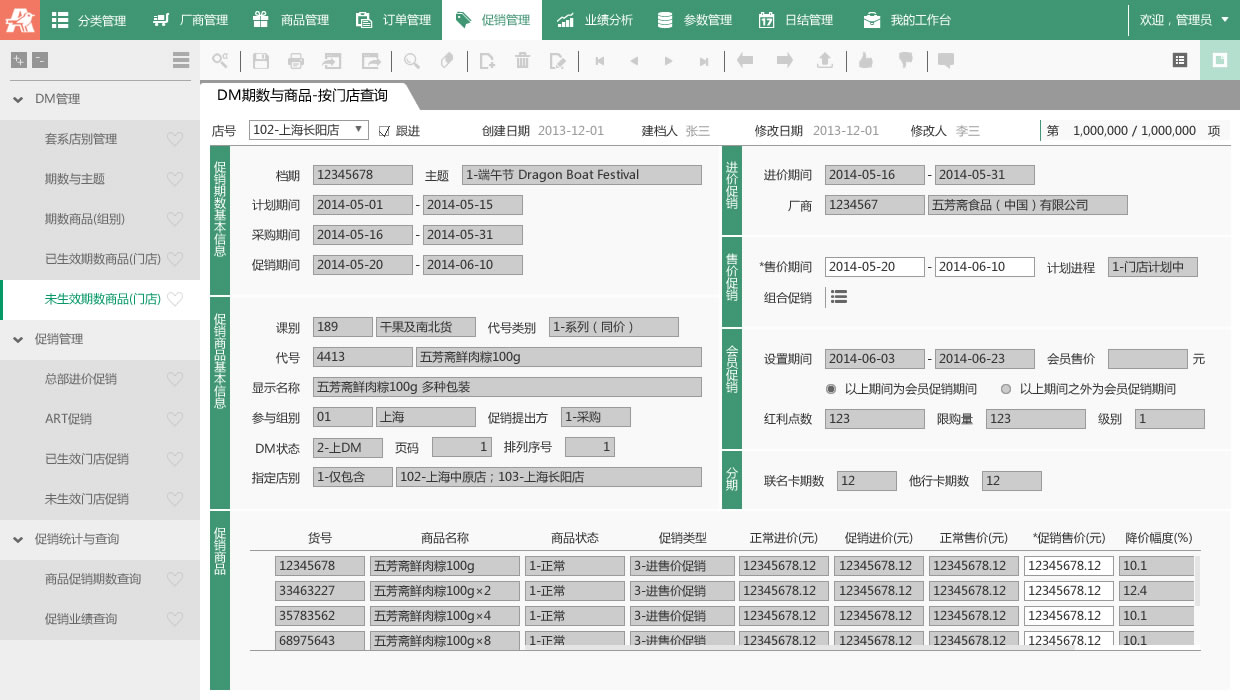 分类管理 厂商管理 商品管理 订单管理 促销管理 业绩分析 参数管理 日结管理 我的工作台 欢迎，管理员
DM管理
套系店别管理
期数与主题
期数商品(组别)
已生效期数商品(门店)
未生效期数商品(门店)
促销管理
总部进价促销
ART促销
已生效门店促销
未生效门店促销
促销统计与查询
商品促销期数查询
促销业绩查询
DM期数与商品-按门店查询
店号 102-上海长阳店 跟进 创建日期 2013-12-01 建档人 张三 修改日期 2013-12-01 修改人 李三 第 1,000,000 / 1,000,000 项
促销期数基本信息
档期 12345678 主题 1-端午节 Dragon Boat Festival
计划期间 2014-05-01 - 2014-05-15
采购期间 2014-05-16 - 2014-05-31
促销期间 2014-05-20 - 2014-06-10
促销商品基本信息
课别 189 干果及南北货 代号类别 1-系列（同价）
代号 4413 五芳斋鲜肉粽100g
显示名称 五芳斋鲜肉粽100g 多种包装
参与组别 01 上海 促销提出方 1-采购
DM状态 2-上DM 页码 1 排列序号 1
指定店别 1-仅包含 102-上海中原店；103-上海长阳店
进价促销
进价期间 2014-05-16 - 2014-05-31
厂商 1234567 五芳斋食品（中国）有限公司
售价促销
*售价期间 2014-05-20 - 2014-06-10 计划进程 1-门店计划中
组合促销
会员促销
设置期间 2014-06-03 - 2014-06-23 会员售价 元
以上期间为会员促销期间 以上期间之外为会员促销期间
红利点数 123 限购量 123 级别 1
分期
联名卡期数 12 他行卡期数 12
促销商品
货号 商品名称 商品状态 促销类型 正常进价(元) 促销进价(元) 正常售价(元) *促销售价(元) 降价幅度(%)
12345678 五芳斋鲜肉粽100g 1-正常 3-进售价促销 12345678.12 12345678.12 12345678.12 12345678.12 10.1
33463227 五芳斋鲜肉粽100g×2 1-正常 3-进售价促销 12345678.12 12345678.12 12345678.12 12345678.12 12.4
35783562 五芳斋鲜肉粽100g×4 1-正常 3-进售价促销 12345678.12 12345678.12 12345678.12 12345678.12 10.1
68975643 五芳斋鲜肉粽100g×8 1-正常 3-进售价促销 12345678.12 12345678.12 12345678.12 12345678.12 10.1